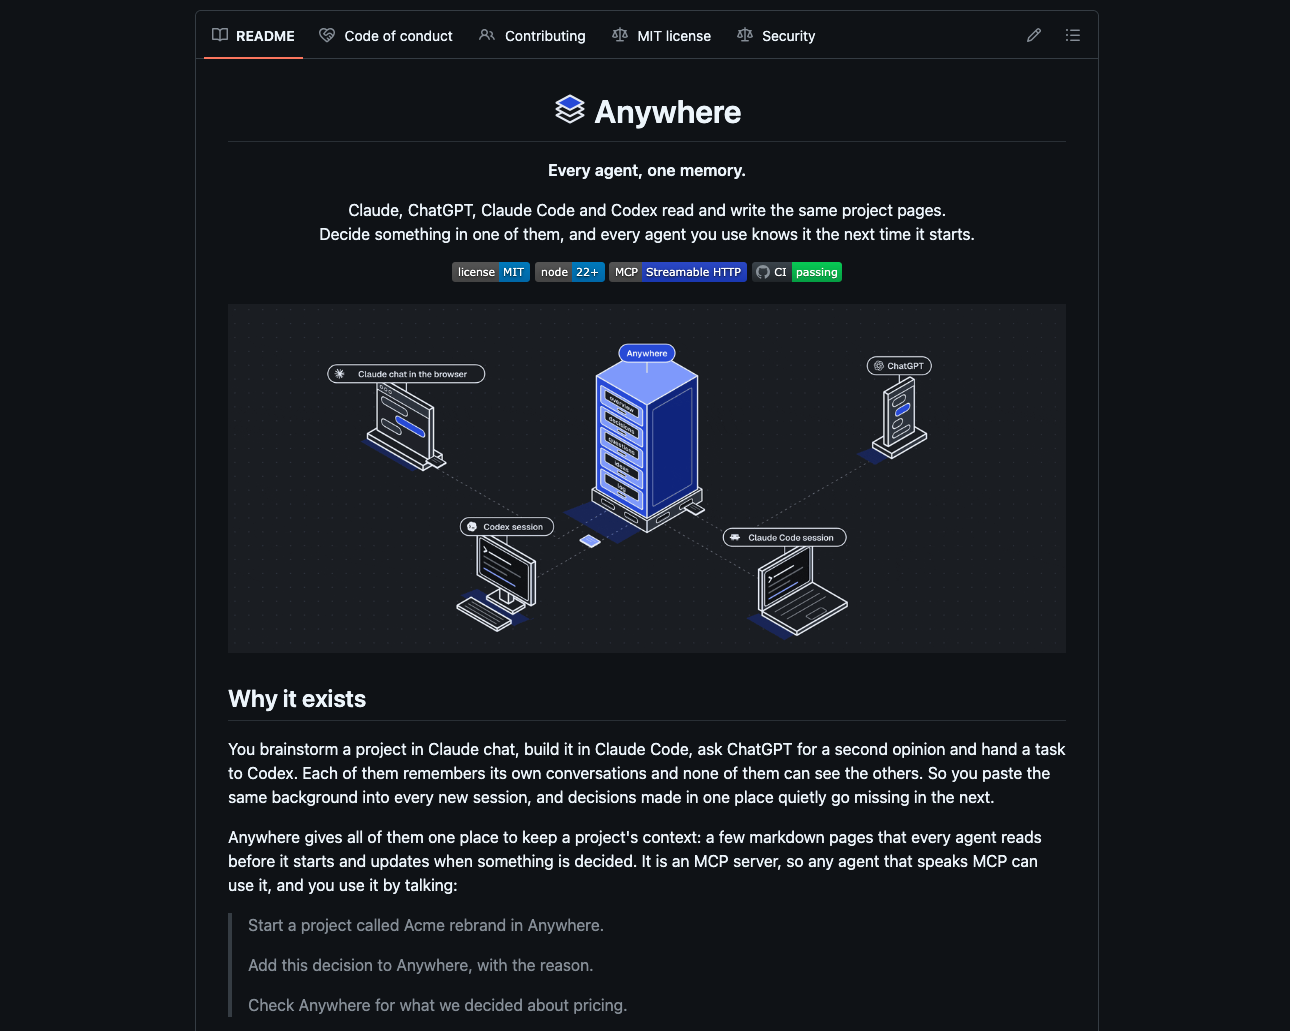 README
Code of conduct
Contributing
MIT license
Security
Anywhere
Every agent, one memory.
Claude, ChatGPT, Claude Code and Codex read and write the same project pages.
Decide something in one of them, and every agent you use knows it the next time it starts.
license MIT
node 22+
MCP Streamable HTTP
CI passing
Anywhere
Claude chat in the browser
ChatGPT
overview
decisions
questions
ideas
log
Codex session
Claude Code session
Why it exists
You brainstorm a project in Claude chat, build it in Claude Code, ask ChatGPT for a second opinion and hand a task
to Codex. Each of them remembers its own conversations and none of them can see the others. So you paste the
same background into every new session, and decisions made in one place quietly go missing in the next.
Anywhere gives all of them one place to keep a project's context: a few markdown pages that every agent reads
before it starts and updates when something is decided. It is an MCP server, so any agent that speaks MCP can
use it, and you use it by talking:
Start a project called Acme rebrand in Anywhere.
Add this decision to Anywhere, with the reason.
Check Anywhere for what we decided about pricing.